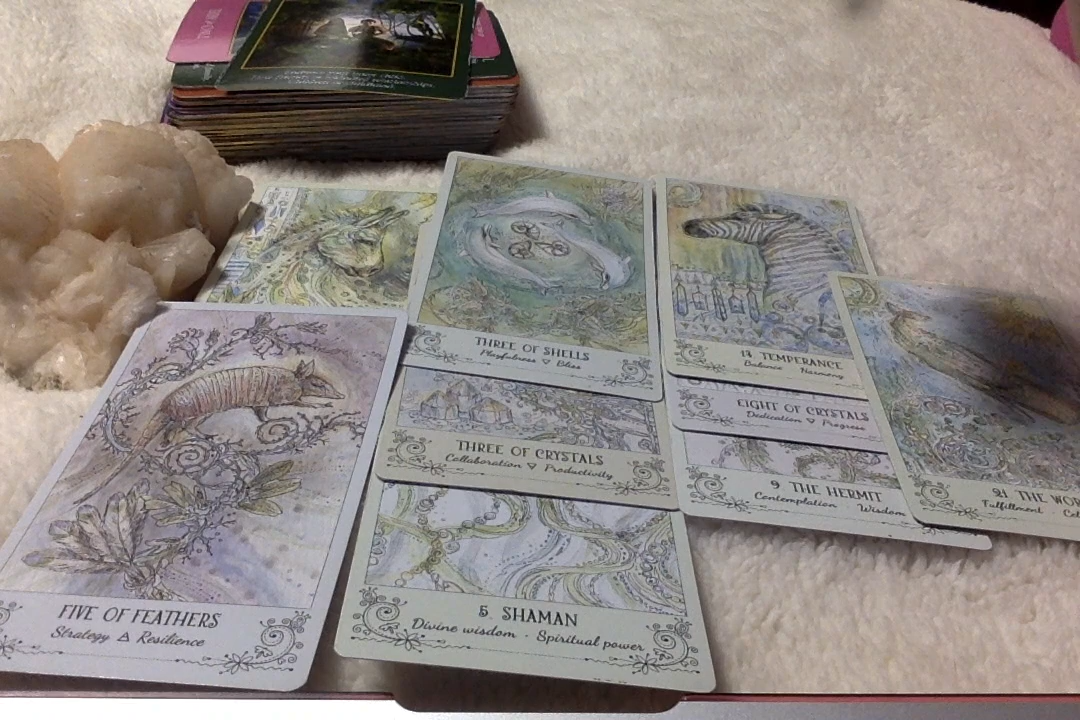 THREE OF SHELLS
Playfulness ▽ Bliss
14 TEMPERANCE
Balance Harmony
EIGHT OF CRYSTALS
Dedication ▽ Progress
THREE OF CRYSTALS
Collaboration ▽ Productivity
9 THE HERMIT
Contemplation Wisdom
21 THE WOR
Fulfillment
FIVE OF FEATHERS
Strategy △ Resilience
5 SHAMAN
Divine wisdom · Spiritual power